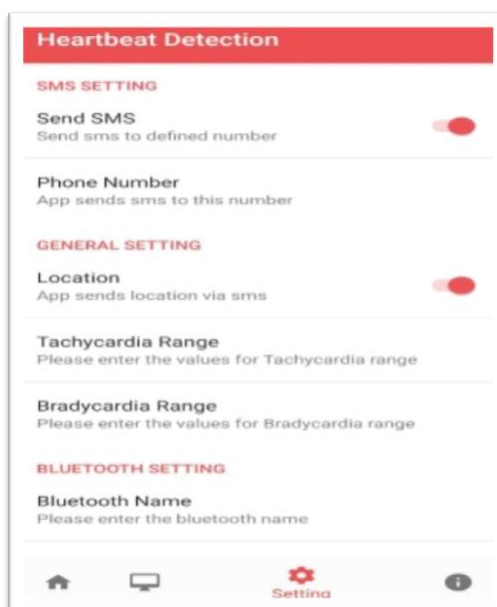 Heartbeat Detection
SMS SETTING
Send SMS
Send sms to defined number
Phone Number
App sends sms to this number
GENERAL SETTING
Location
App sends location via sms
Tachycardia Range
Please enter the values for Tachycardia range
Bradycardia Range
Please enter the values for Bradycardia range
BLUETOOTH SETTING
Bluetooth Name
Please enter the bluetooth name
Setting